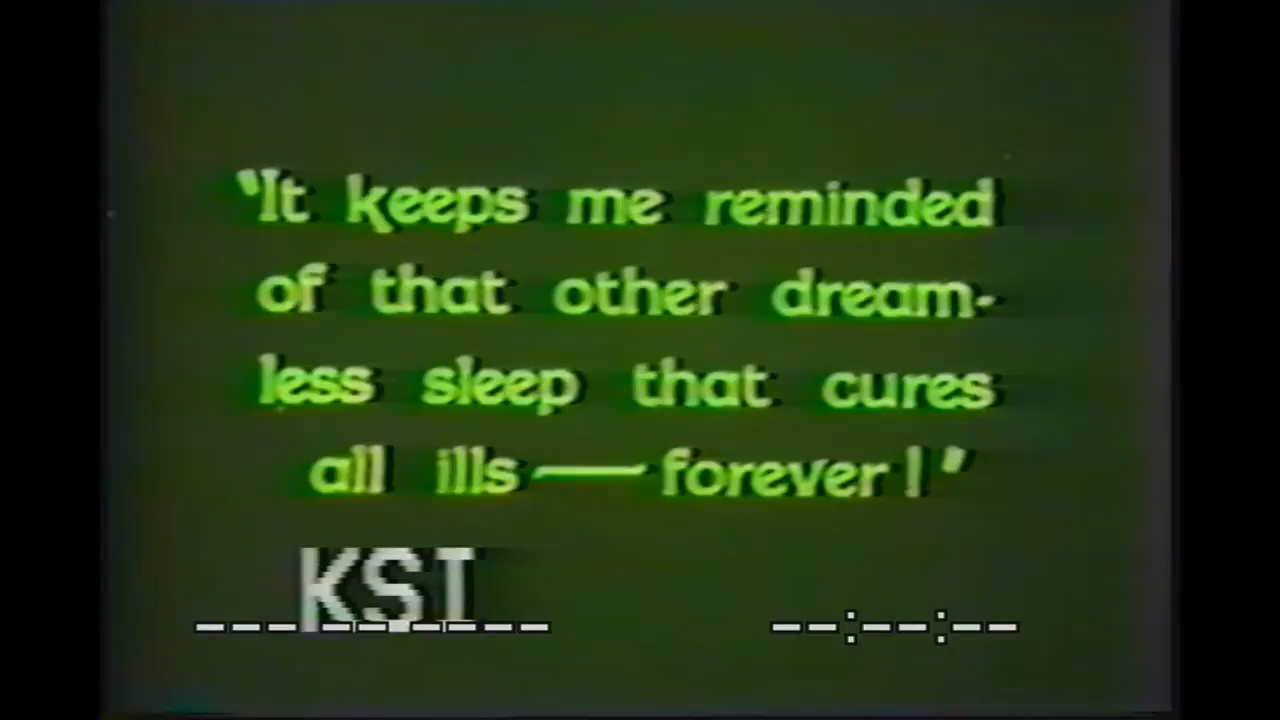 'It keeps me reminded
of that other dream-
less sleep that cures
all ills — forever!'
KSI
--- -- ---- --:--:--